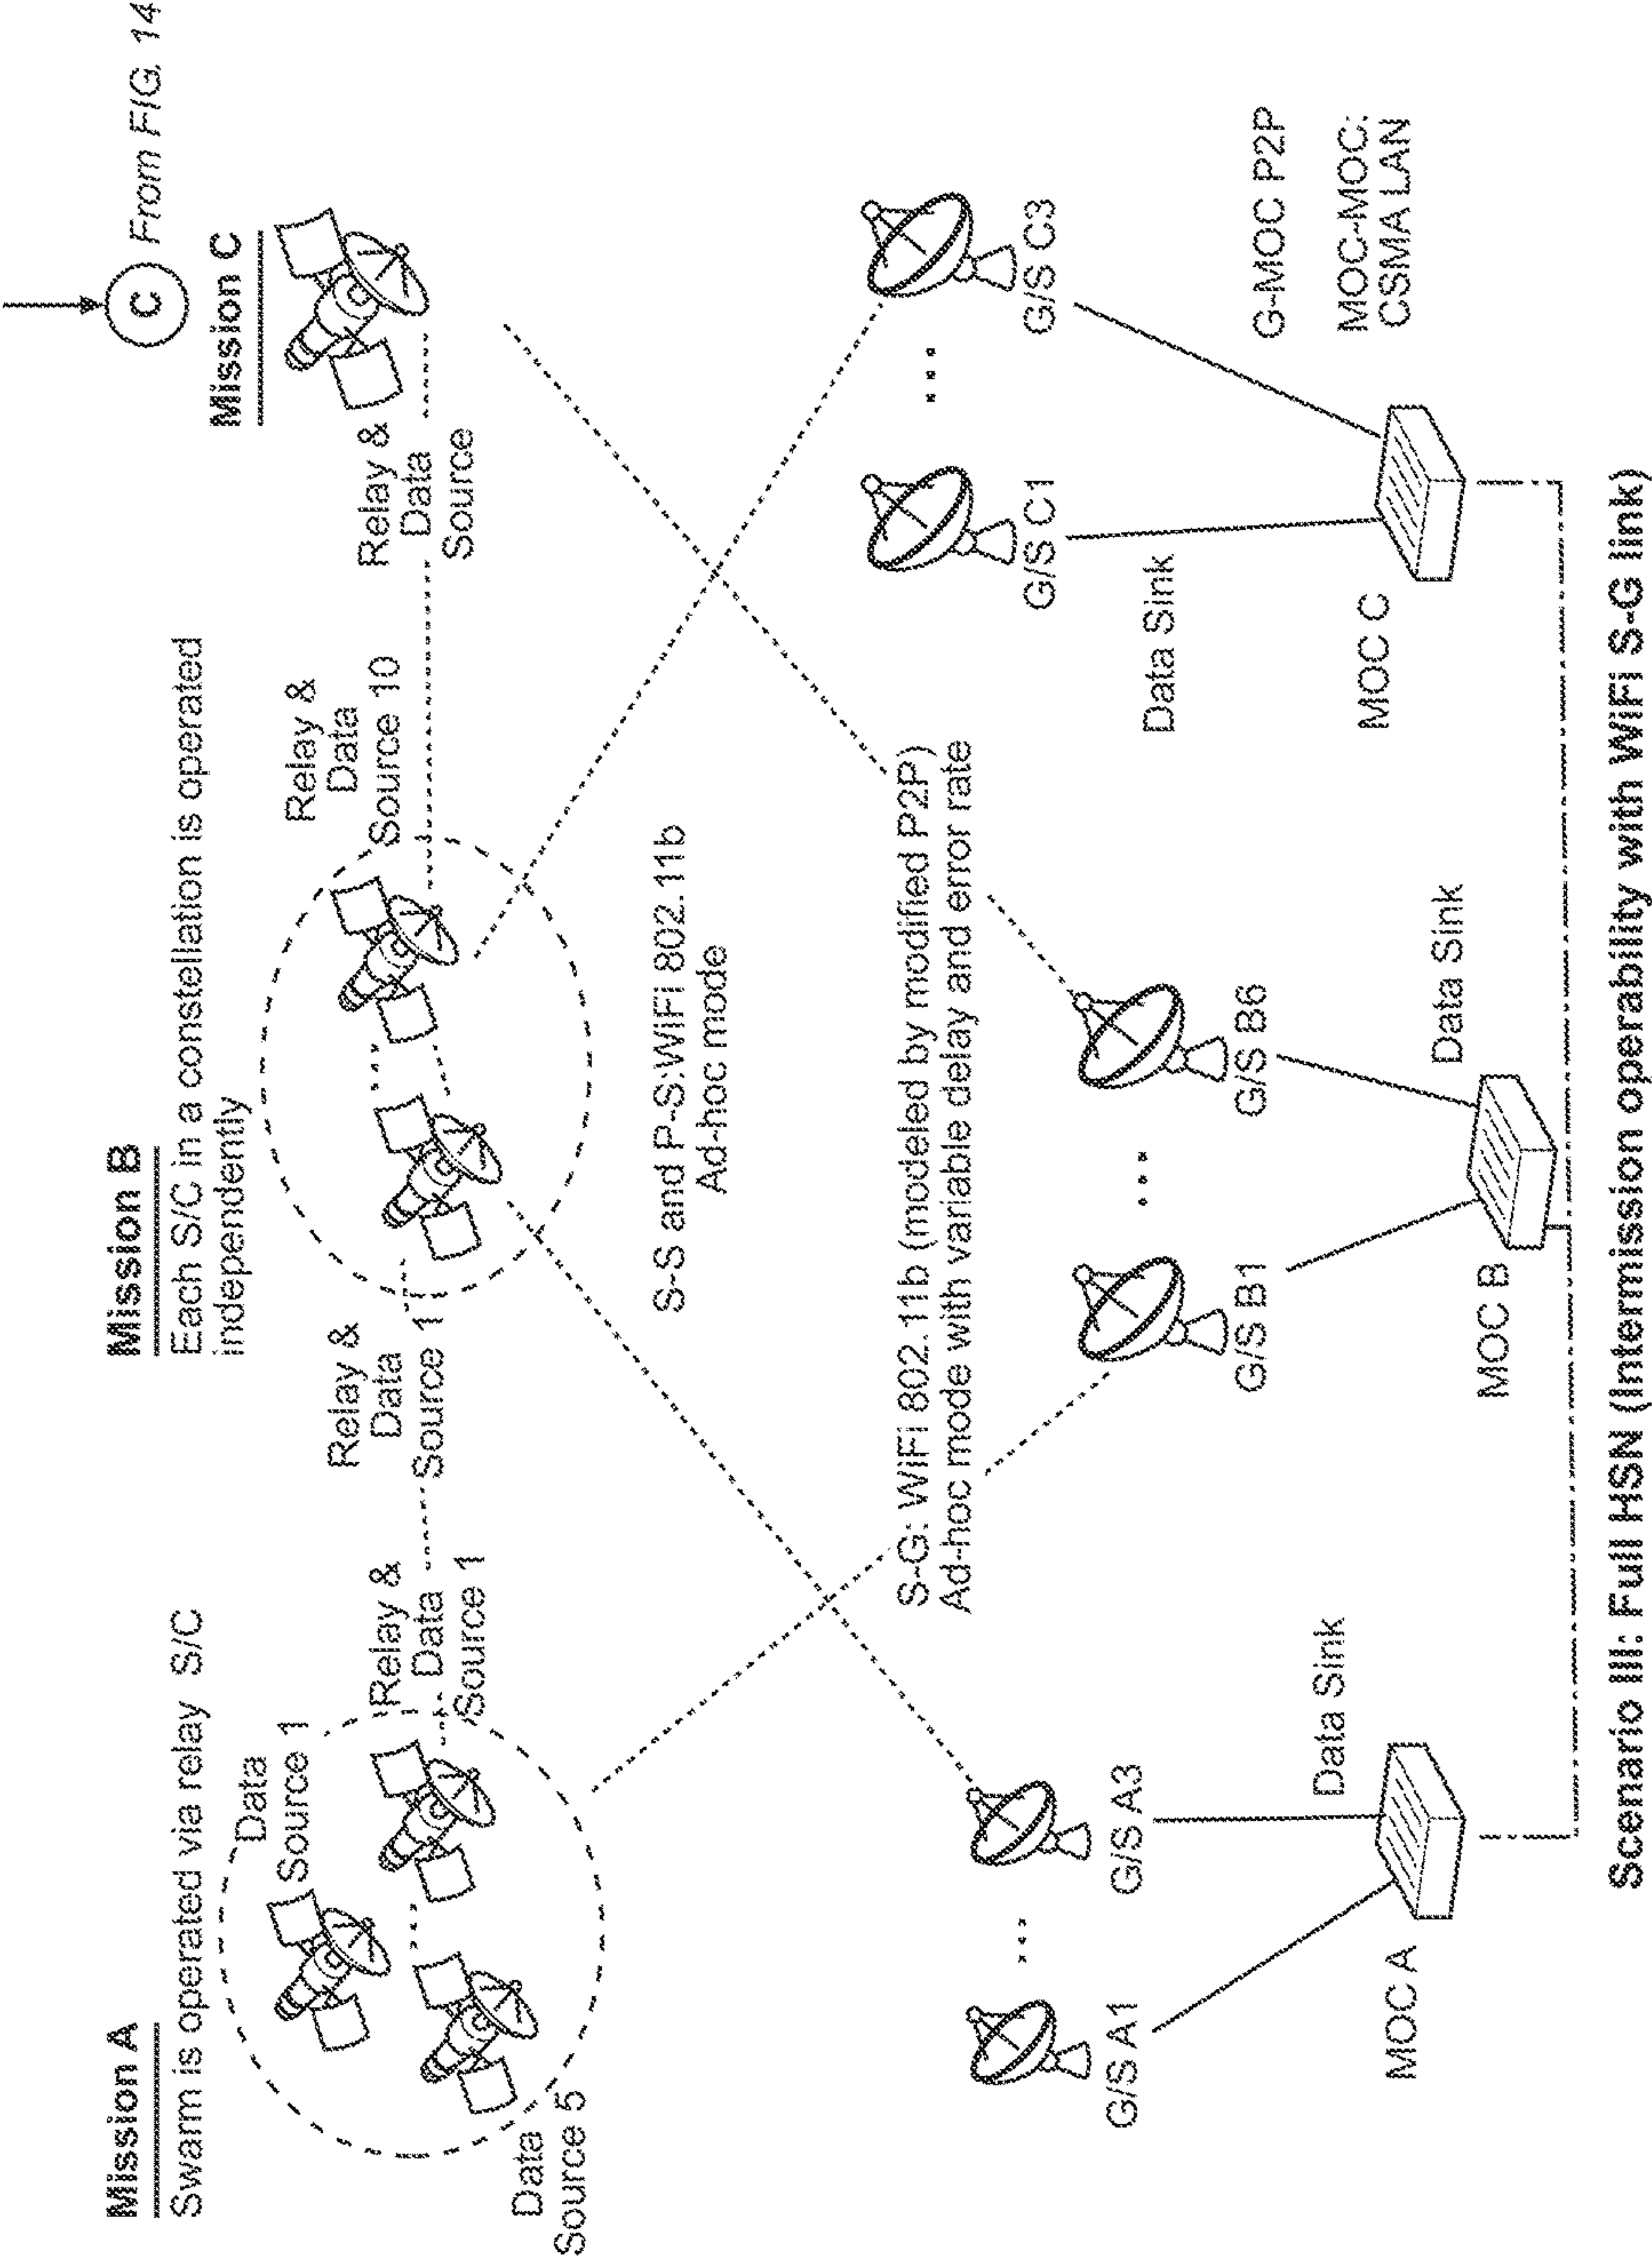 C From FIG. 14
Mission A
Swarm is operated via relay S/C
Mission B
Each S/C in a constellation is operated
independently
Mission C
Data
Source 1
Relay &
Data
Source 1
Data
Source 5
Relay &
Data
Source 1
Relay &
Data
Source 10
Relay &
Data
Source
S-S and P-S:WiFi 802.11b
Ad-hoc mode
S-G: WiFi 802.11b (modeled by modified P2P)
Ad-hoc mode with variable delay and error rate
G/S A1
...
G/S A3
G/S B1
...
G/S B6
G/S C1
...
G/S C3
Data Sink
MOC A
Data Sink
MOC B
Data Sink
MOC C
G-MOC P2P
MOC-MOC:
CSMA LAN
Scenario III: Full HSN (Intermission operability with WiFi S-G link)